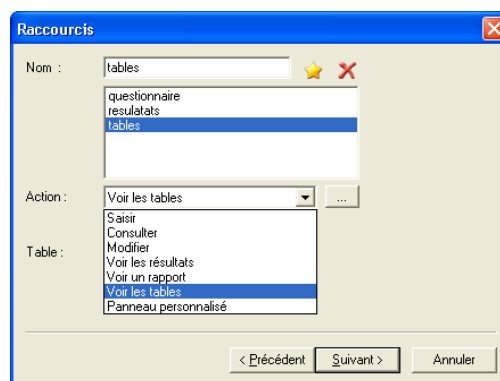 Raccourcis
Nom :
tables
questionnaire
resulatats
tables
Action :
Voir les tables
...
Saisir
Consulter
Modifier
Voir les résultats
Table :
Voir un rapport
Voir les tables
Panneau personnalisé
< Précédent
Suivant >
Annuler